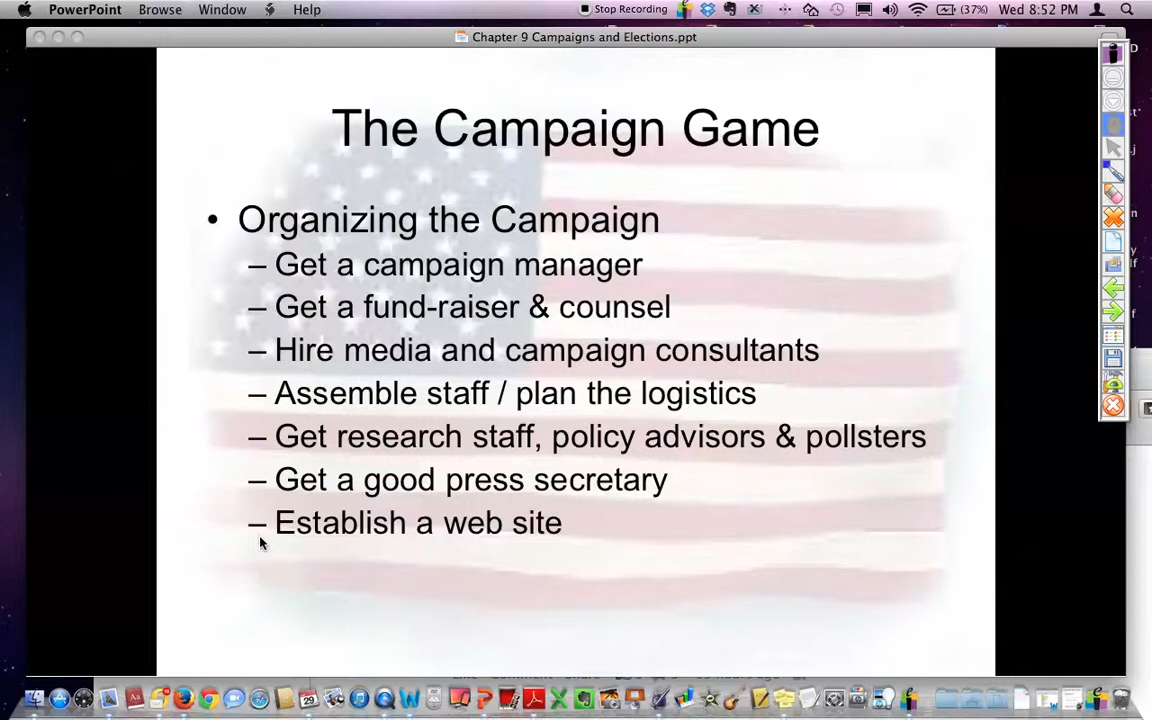 PowerPoint Browse Window Help Stop Recording (37%) Wed 8:52 PM
Chapter 9 Campaigns and Elections.ppt
The Campaign Game
• Organizing the Campaign
– Get a campaign manager
– Get a fund-raiser & counsel
– Hire media and campaign consultants
– Assemble staff / plan the logistics
– Get research staff, policy advisors & pollsters
– Get a good press secretary
– Establish a web site